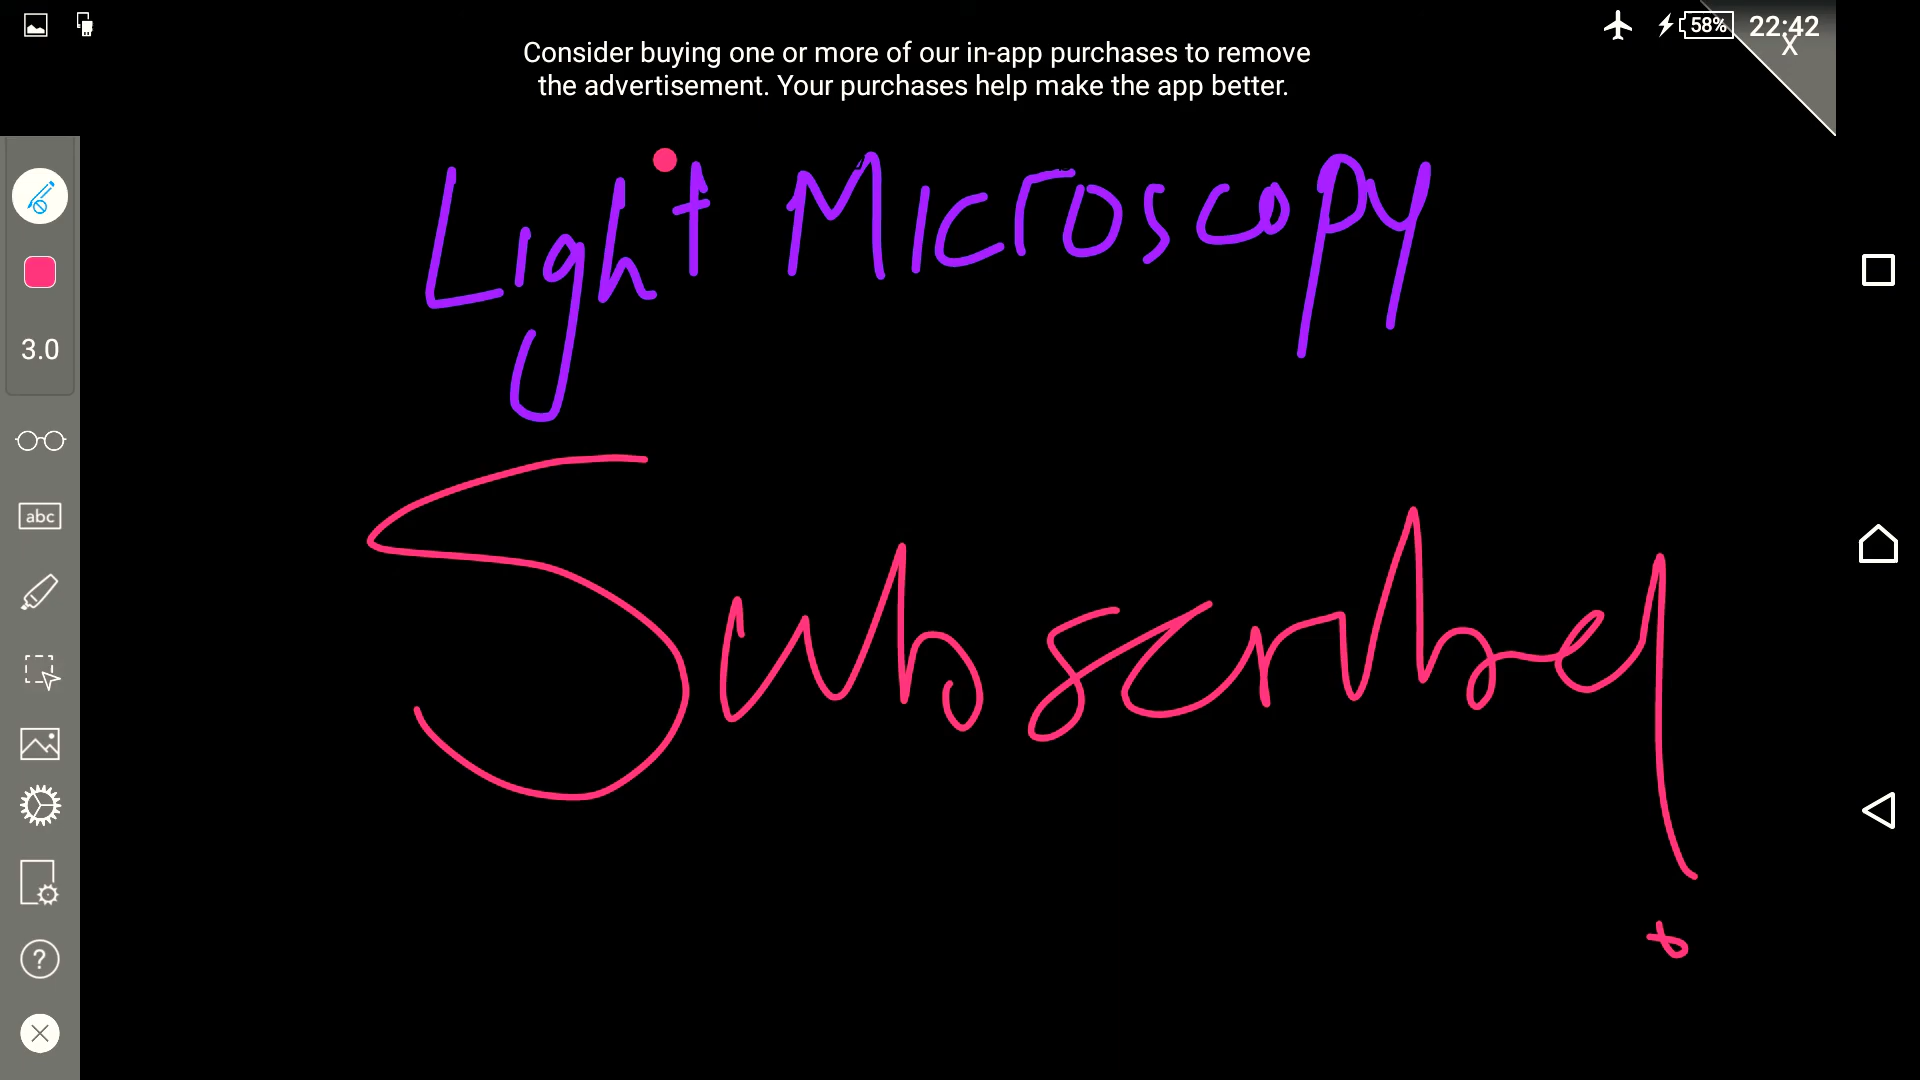 58% 22:42
Consider buying one or more of our in-app purchases to remove
the advertisement. Your purchases help make the app better.
X
Light Microscopy
3.0
abc
Subscribe!
?